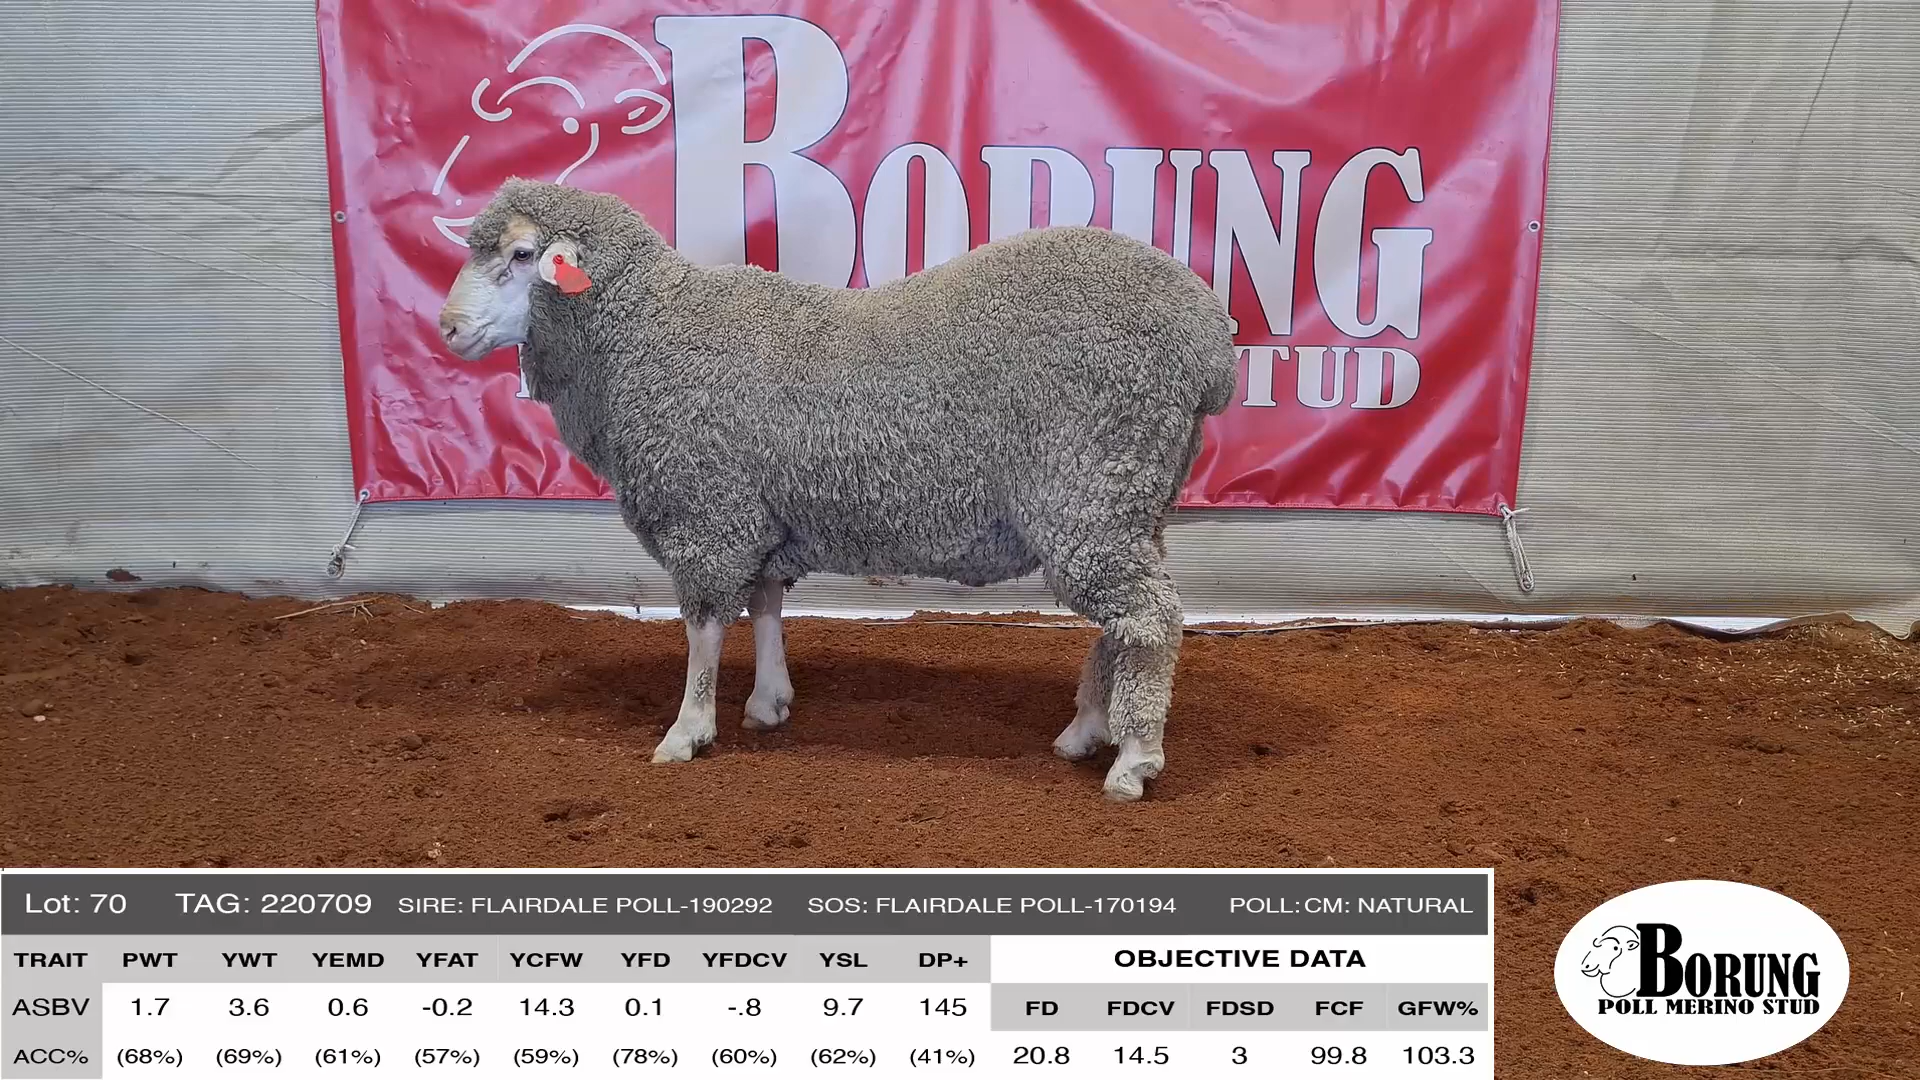 BORUNG
STUD
Lot: 70 TAG: 220709 SIRE: FLAIRDALE POLL-190292 SOS: FLAIRDALE POLL-170194 POLL:CM: NATURAL
TRAIT PWT YWT YEMD YFAT YCFW YFD YFDCV YSL DP+ OBJECTIVE DATA
ASBV 1.7 3.6 0.6 -0.2 14.3 0.1 -.8 9.7 145 FD FDCV FDSD FCF GFW%
ACC% (68%) (69%) (61%) (57%) (59%) (78%) (60%) (62%) (41%) 20.8 14.5 3 99.8 103.3
BORUNG
POLL MERINO STUD